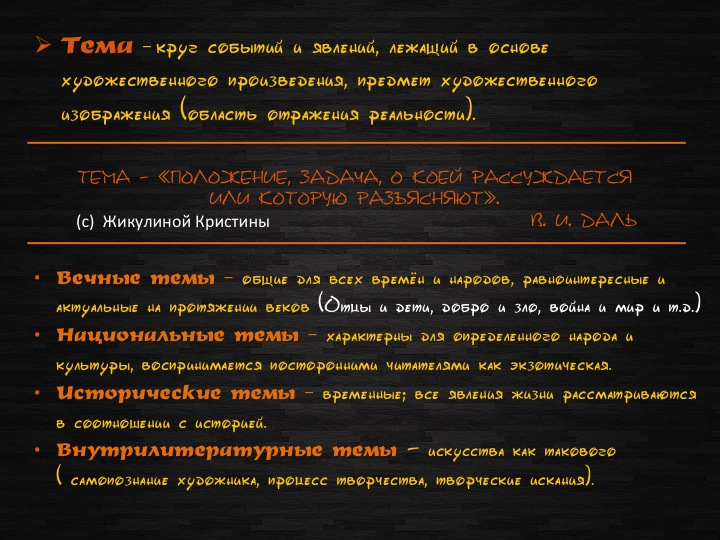 ➢ Тема – круг событий и явлений, лежащий в основе
художественного произведения, предмет художественного
изображения (область отражения реальности).
ТЕМА – «ПОЛОЖЕНИЕ, ЗАДАЧА, О КОЕЙ РАССУЖДАЕТСЯ
ИЛИ КОТОРУЮ РАЗЪЯСНЯЮТ».
(с) Жикулиной Кристины
В. И. ДАЛЬ
• Вечные темы – общие для всех времён и народов, равноинтересные и
актуальные на протяжении веков (Отцы и дети, добро и зло, война и мир и т.д.)
• Национальные темы – характерны для определенного народа и
культуры, воспринимается посторонними читателями как экзотическая.
• Исторические темы – временные; все явления жизни рассматриваются
в соотношении с историей.
• Внутрилитературные темы – искусства как такового
( самопознание художника, процесс творчества, творческие искания).